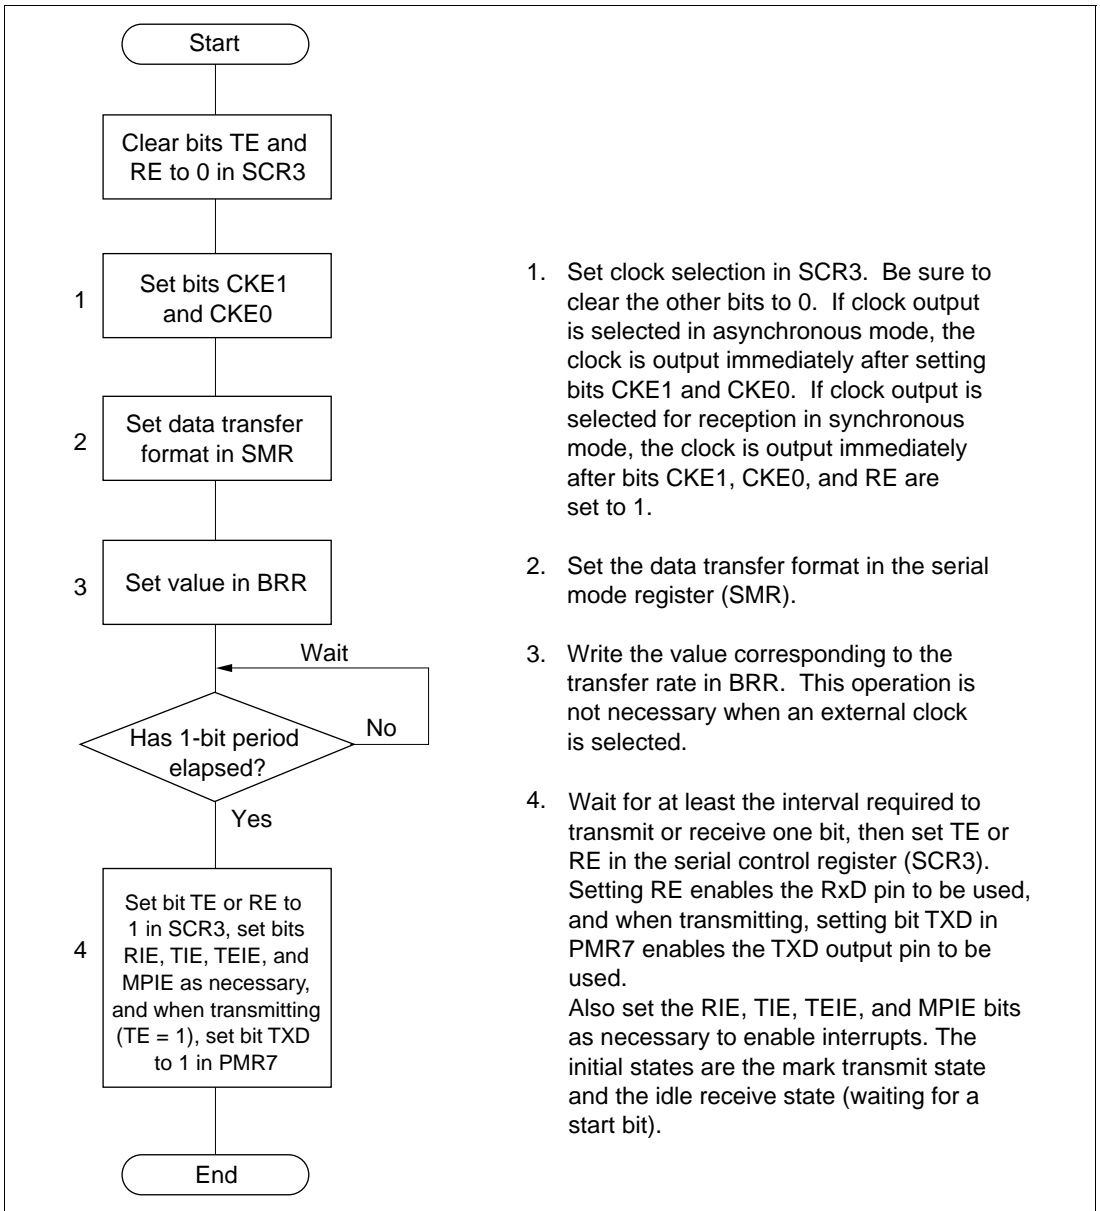 Start
Clear bits TE and
RE to 0 in SCR3
1
Set bits CKE1
and CKE0
2
Set data transfer
format in SMR
3
Set value in BRR
Wait
Has 1-bit period
elapsed?
No
Yes
4
Set bit TE or RE to
1 in SCR3, set bits
RIE, TIE, TEIE, and
MPIE as necessary,
and when transmitting
(TE = 1), set bit TXD
to 1 in PMR7
End
1. Set clock selection in SCR3. Be sure to
clear the other bits to 0. If clock output
is selected in asynchronous mode, the
clock is output immediately after setting
bits CKE1 and CKE0. If clock output is
selected for reception in synchronous
mode, the clock is output immediately
after bits CKE1, CKE0, and RE are
set to 1.
2. Set the data transfer format in the serial
mode register (SMR).
3. Write the value corresponding to the
transfer rate in BRR. This operation is
not necessary when an external clock
is selected.
4. Wait for at least the interval required to
transmit or receive one bit, then set TE or
RE in the serial control register (SCR3).
Setting RE enables the RxD pin to be used,
and when transmitting, setting bit TXD in
PMR7 enables the TXD output pin to be
used.
Also set the RIE, TIE, TEIE, and MPIE bits
as necessary to enable interrupts. The
initial states are the mark transmit state
and the idle receive state (waiting for a
start bit).